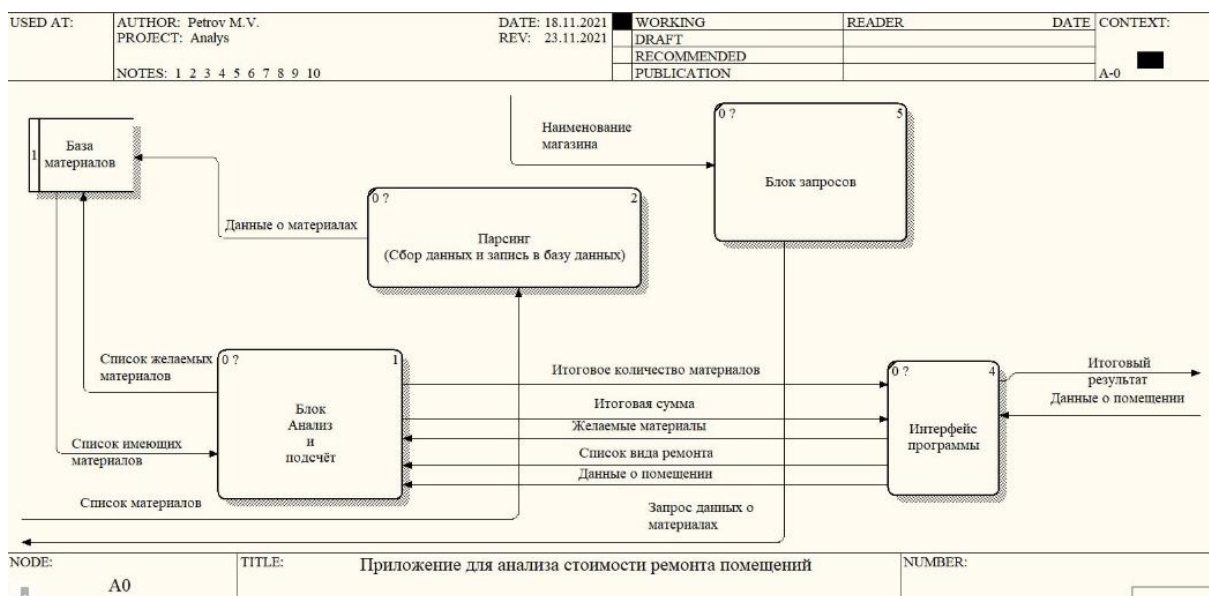 USED AT:
AUTHOR: Petrov M.V.
PROJECT: Analys
NOTES: 1 2 3 4 5 6 7 8 9 10
DATE: 18.11.2021
REV: 23.11.2021
WORKING
DRAFT
RECOMMENDED
PUBLICATION
READER
DATE
CONTEXT:
A-0
1
База
материалов
Наименование
магазина
0 ?
5
Блок запросов
Данные о материалах
0 ?
2
Парсинг
(Сбор данных и запись в базу данных)
Список желаемых
материалов
0 ?
1
Блок
Анализ
и
подсчёт
Список имеющих
материалов
Список материалов
Итоговое количество материалов
Итоговая сумма
Желаемые материалы
Список вида ремонта
Данные о помещении
Запрос данных о
материалах
0 ?
4
Интерфейс
программы
Итоговый
результат
Данные о помещении
NODE:
A0
TITLE:
Приложение для анализа стоимости ремонта помещений
NUMBER: